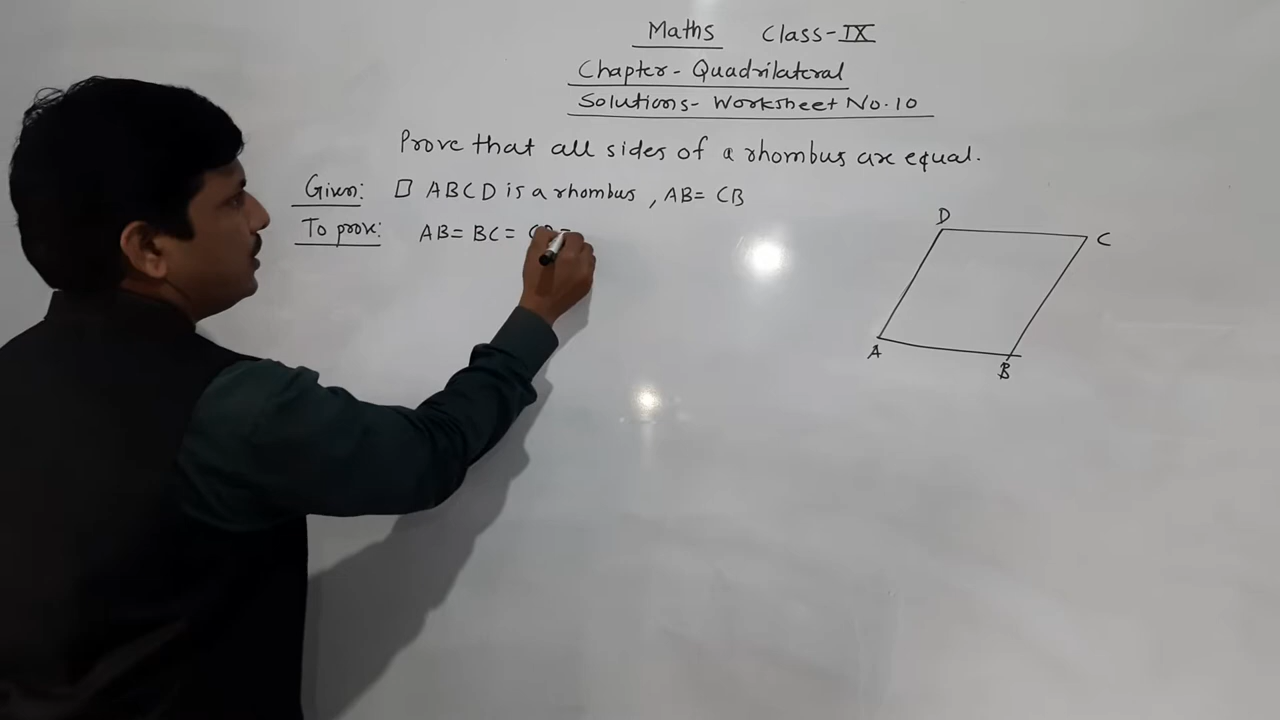 Maths Class-IX
Chapter- Quadrilateral
Solutions- Worksheet No.10
Prove that all sides of a rhombus are equal.
Given: □ ABCD is a rhombus, AB= CB
To prove: AB= BC=
D
C
A
B